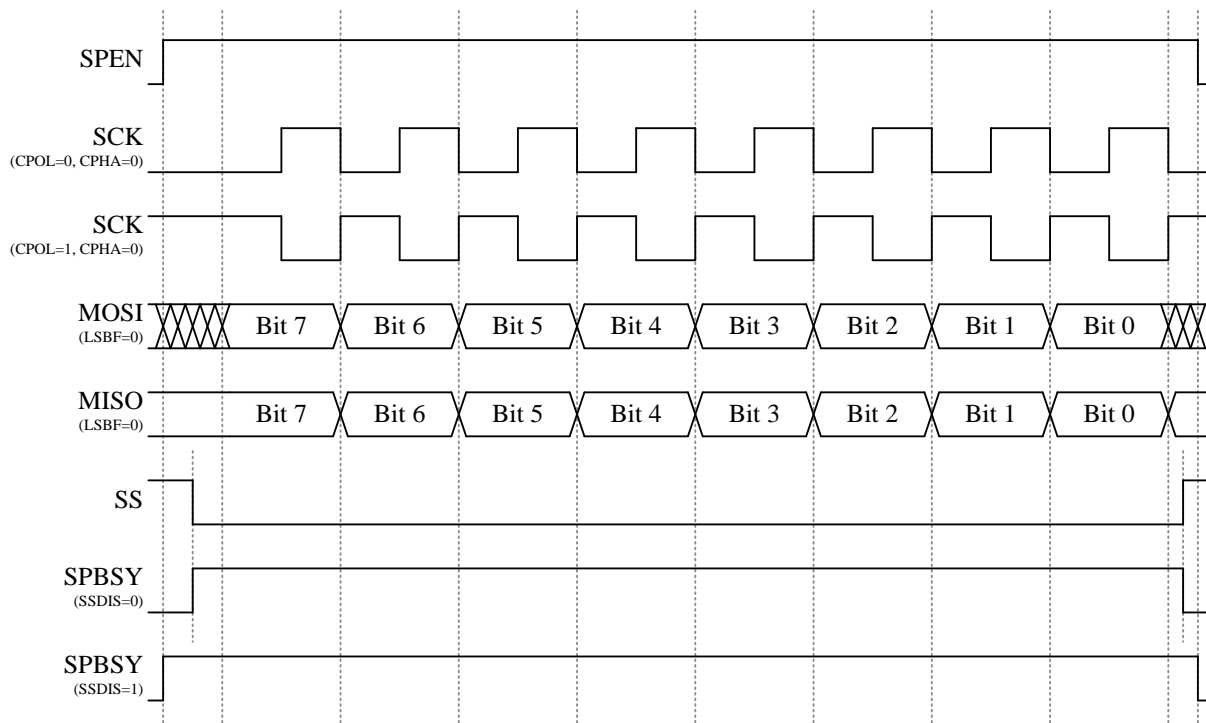 SPEN
SCK
(CPOL=0, CPHA=0)
SCK
(CPOL=1, CPHA=0)
MOSI
(LSBF=0)
Bit 7 Bit 6 Bit 5 Bit 4 Bit 3 Bit 2 Bit 1 Bit 0
MISO
(LSBF=0)
Bit 7 Bit 6 Bit 5 Bit 4 Bit 3 Bit 2 Bit 1 Bit 0
SS
SPBSY
(SSDIS=0)
SPBSY
(SSDIS=1)